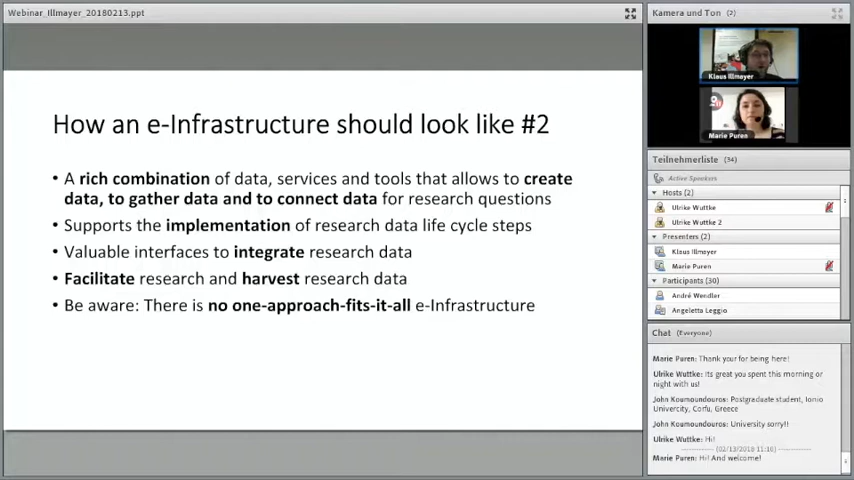 Webinar_Illmayer_20180213.ppt
How an e-Infrastructure should look like #2
• A rich combination of data, services and tools that allows to create
data, to gather data and to connect data for research questions
• Supports the implementation of research data life cycle steps
• Valuable interfaces to integrate research data
• Facilitate research and harvest research data
• Be aware: There is no one-approach-fits-it-all e-Infrastructure
Kamera und Ton (2)
Klaus Illmayer
Marie Puren
Teilnehmerliste (34)
Active Speakers
Hosts (2)
Ulrike Wuttke
Ulrike Wuttke 2
Presenters (2)
Klaus Illmayer
Marie Puren
Participants (30)
André Wendler
Angeletta Leggio
Chat (Everyone)
Marie Puren: Thank your for being here!
Ulrike Wuttke: Its great you spent this morning or
night with us!
John Koumoundouros: Postgraduate student, Ionio
Univercity, Corfu, Greece
John Koumoundouros: University sorry!!
Ulrike Wuttke: Hi!
------------ (02/13/2018 11:16) ------------
Marie Puren: Hi! And welcome!